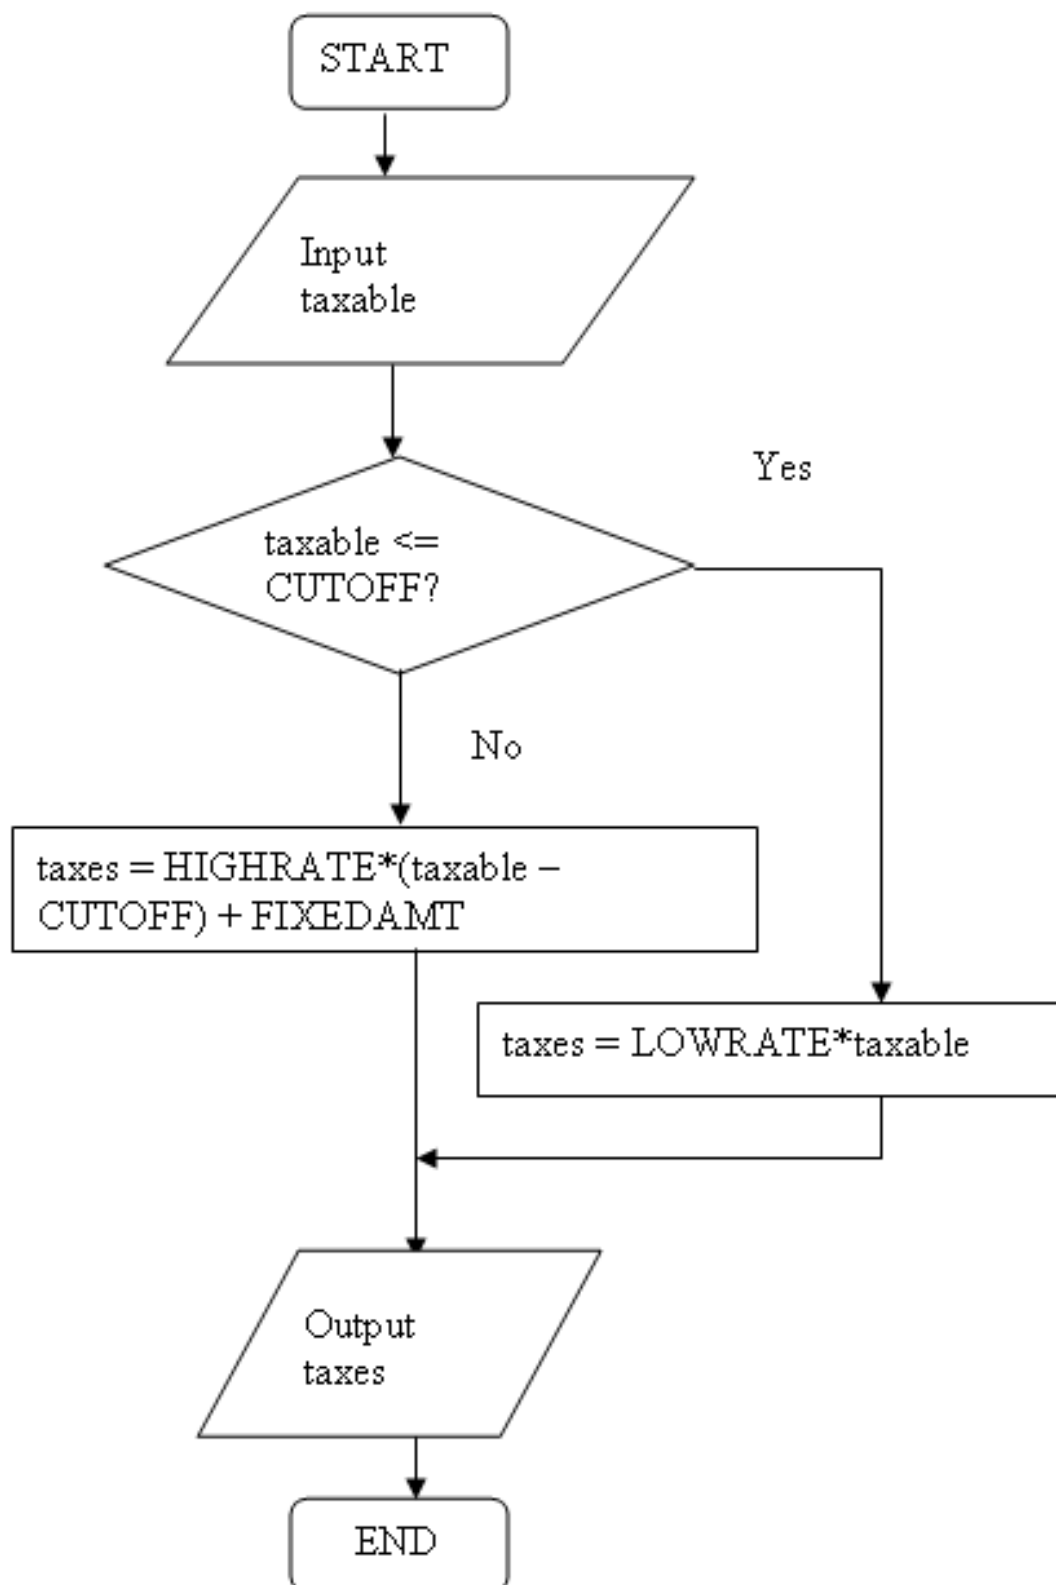 START
Input
taxable
Yes
taxable <=
CUTOFF?
No
taxes = HIGHRATE*(taxable –
CUTOFF) + FIXEDAMT
taxes = LOWRATE*taxable
Output
taxes
END